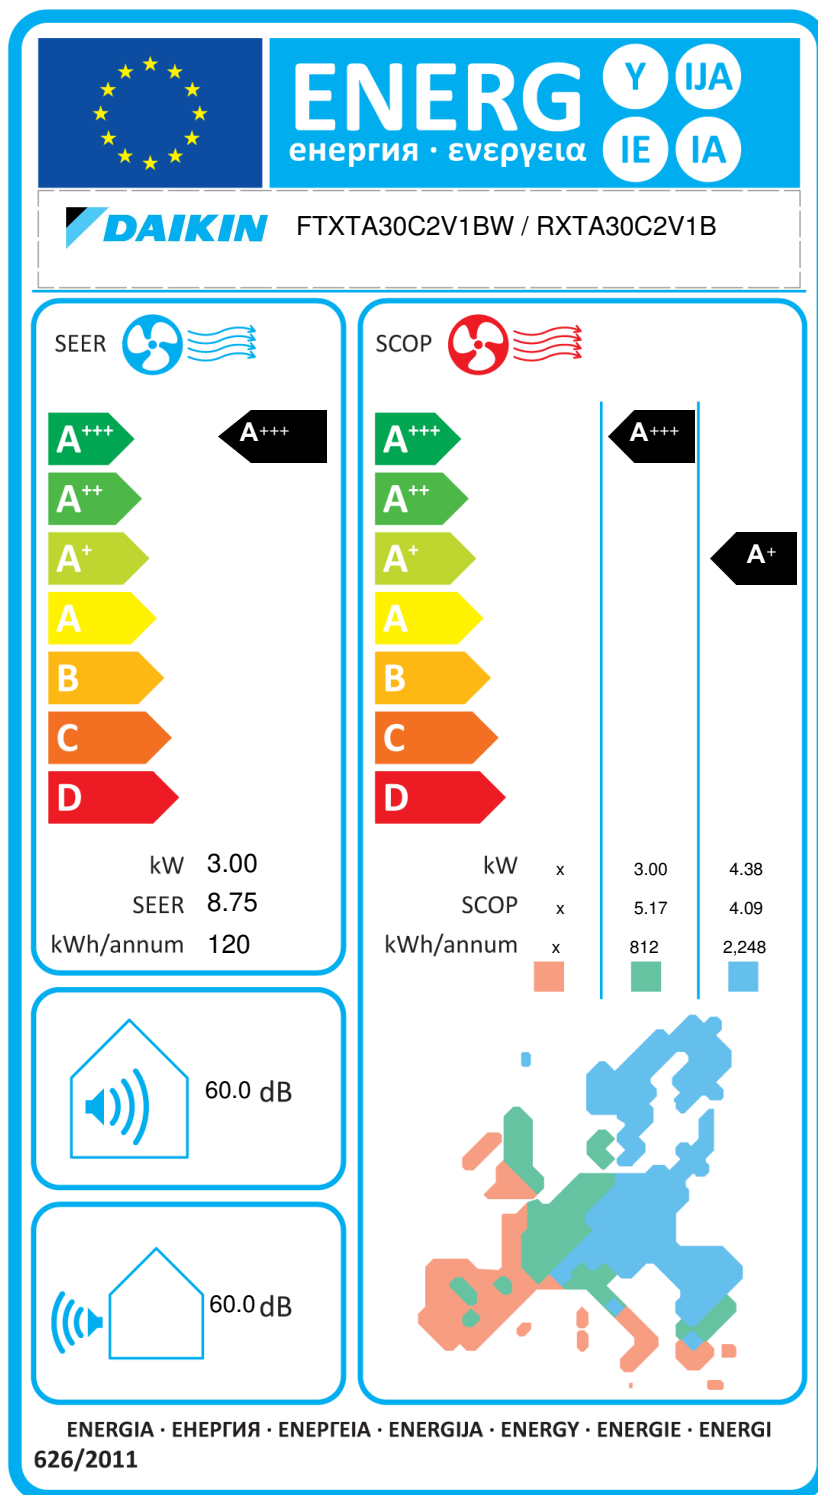 ENERG
енергия · ενεργεια
Y IJA
IE IA
DAIKIN FTXTA30C2V1BW / RXTA30C2V1B
SEER
A+++ A+++
A++
A+
A
B
C
D
kW 3.00
SEER 8.75
kWh/annum 120
SCOP
A+++ A+++
A++
A+ A+
A
B
C
D
kW x 3.00 4.38
SCOP x 5.17 4.09
kWh/annum x 812 2,248
60.0 dB
60.0 dB
ENERGIA · ЕНЕРГИЯ · ΕΝΕΡΓΕΙΑ · ENERGIJA · ENERGY · ENERGIE · ENERGI
626/2011